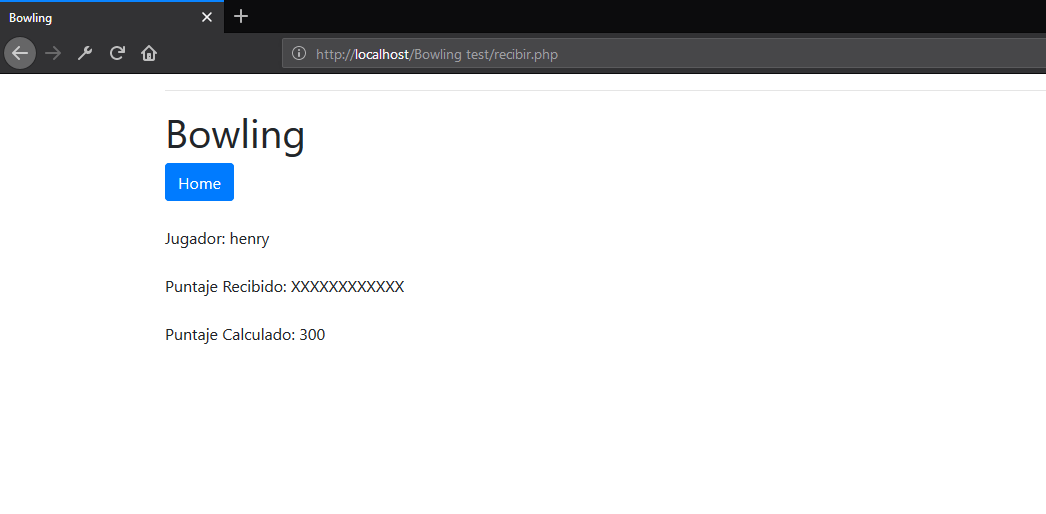 Bowling
http://localhost/Bowling test/recibir.php
Bowling
Home
Jugador: henry
Puntaje Recibido: XXXXXXXXXXXX
Puntaje Calculado: 300